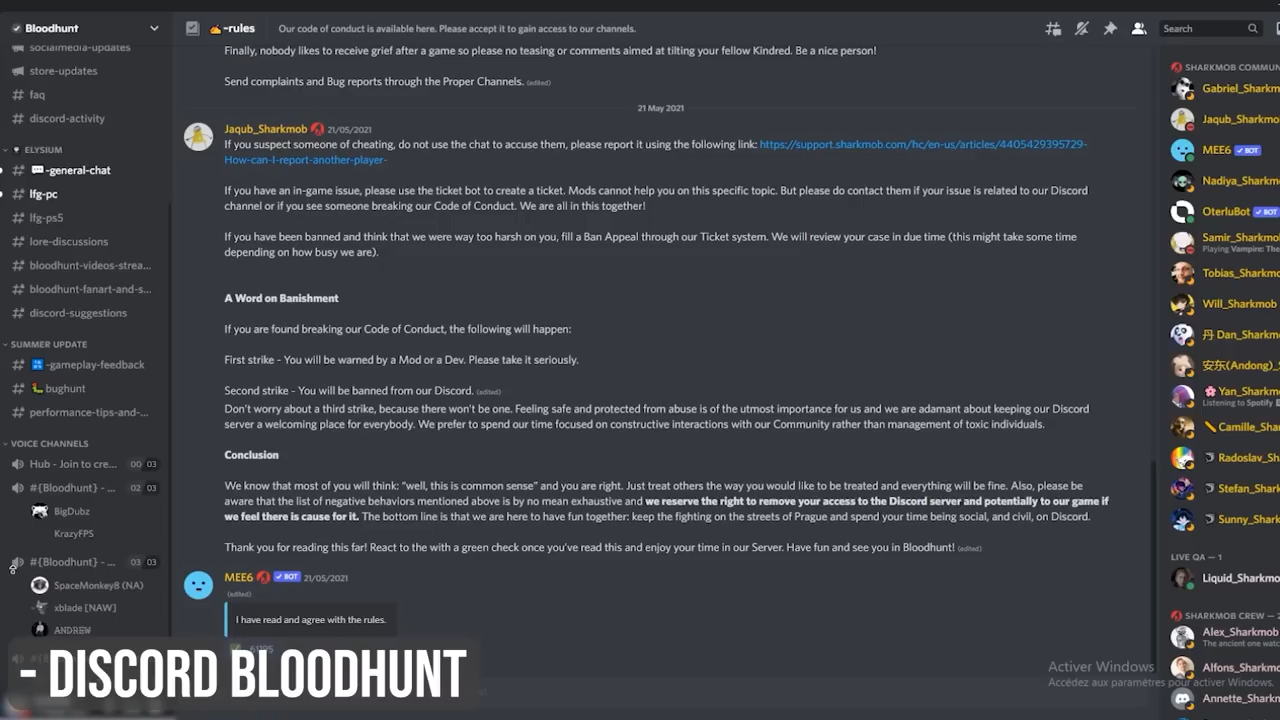 Bloodhunt
-rules
Our code of conduct is available here. Please accept it to gain access to our channels.
Search
socialmedia-updates
store-updates
faq
discord-activity
ELYSIUM
-general-chat
lfg-pc
lfg-ps5
lore-discussions
bloodhunt-videos-strea...
bloodhunt-fanart-and-s...
discord-suggestions
SUMMER UPDATE
-gameplay-feedback
bughunt
performance-tips-and-...
VOICE CHANNELS
Hub - Join to cre... 00 03
#{Bloodhunt} - ... 02 03
BigDubz
KrazyFPS
#{Bloodhunt} - ... 03 03
SpaceMonkey8 (NA)
xblade [NAW]
ANDREW
Finally, nobody likes to receive grief after a game so please no teasing or comments aimed at tilting your fellow Kindred. Be a nice person!
Send complaints and Bug reports through the Proper Channels. (edited)
21 May 2021
Jaqub_Sharkmob 21/05/2021
If you suspect someone of cheating, do not use the chat to accuse them, please report it using the following link: https://support.sharkmob.com/hc/en-us/articles/4405429395729-
How-can-I-report-another-player-
If you have an in-game issue, please use the ticket bot to create a ticket. Mods cannot help you on this specific topic. But please do contact them if your issue is related to our Discord
channel or if you see someone breaking our Code of Conduct. We are all in this together!
If you have been banned and think that we were way too harsh on you, fill a Ban Appeal through our Ticket system. We will review your case in due time (this might take some time
depending on how busy we are).
A Word on Banishment
If you are found breaking our Code of Conduct, the following will happen:
First strike - You will be warned by a Mod or a Dev. Please take it seriously.
Second strike - You will be banned from our Discord. (edited)
Don't worry about a third strike, because there won't be one. Feeling safe and protected from abuse is of the utmost importance for us and we are adamant about keeping our Discord
server a welcoming place for everybody. We prefer to spend our time focused on constructive interactions with our Community rather than management of toxic individuals.
Conclusion
We know that most of you will think: "well, this is common sense" and you are right. Just treat others the way you would like to be treated and everything will be fine. Also, please be
aware that the list of negative behaviors mentioned above is by no mean exhaustive and we reserve the right to remove your access to the Discord server and potentially to our game if
we feel there is cause for it. The bottom line is that we are here to have fun together: keep the fighting on the streets of Prague and spend your time being social, and civil, on Discord.
Thank you for reading this far! React to the with a green check once you've read this and enjoy your time in our Server. Have fun and see you in Bloodhunt! (edited)
MEE6 BOT 21/05/2021
(edited)
I have read and agree with the rules.
61195
SHARKMOB COMMUN
Gabriel_Sharkm
Jaqub_Sharkmo
MEE6 BOT
Nadiya_Sharkm
OterluBot BOT
Samir_Sharkmo
Playing Vampire: The
Tobias_Sharkmo
Will_Sharkmob
丹 Dan_Sharkmo
安东(Andong)_S
Yan_Sharkmo
Listening to Spotify
Camille_Shark
Radoslav_Shar
Stefan_Shark
Sunny_Shark
LIVE QA — 1
Liquid_Sharkmo
SHARKMOB CREW — 2
Alex_Sharkmob
The ancient one watch
Alfons_Sharkm
Annette_Sharkm
Activer Windows
Accédez aux paramètres pour activer Windows.
- DISCORD BLOODHUNT